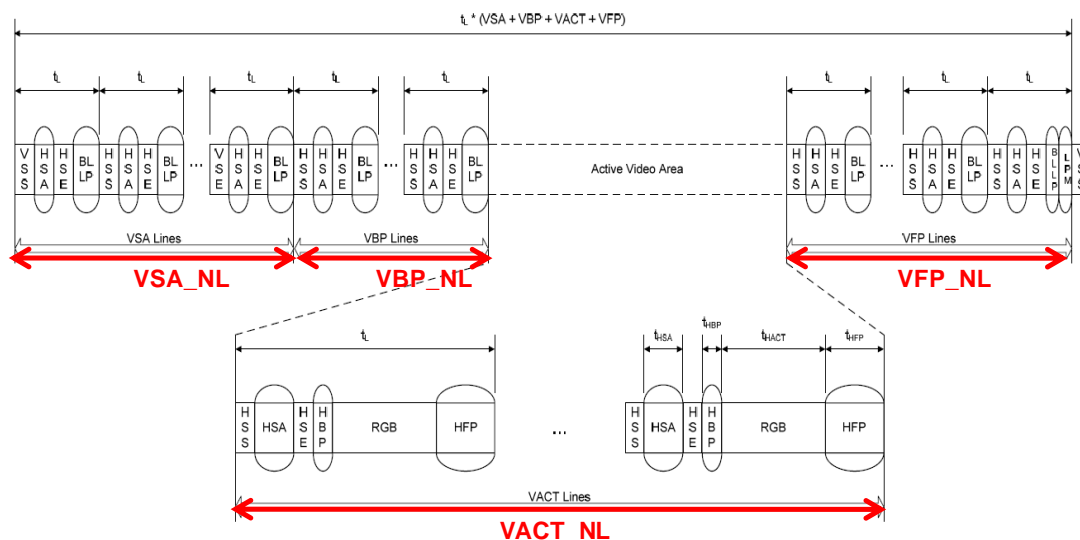 tL * (VSA + VBP + VACT + VFP)
tL tL tL tL tL tL tL tL
VSS HSA HSE BLLP HSS HSA HSE BLLP ... VSE HSA HSE BLLP HSS HSA HSE BLLP ... HSS HSA HSE BLLP Active Video Area HSS HSA HSE BLLP ... HSS HSA HSE BLLP HSS HSA HSE BLLP LPM VSS
VSA Lines VBP Lines VFP Lines
VSA_NL VBP_NL VFP_NL
tL tHSA tHBP tHACT tHFP
HSS HSA HSE HBP RGB HFP ... HSS HSA HSE HBP RGB HFP
VACT Lines
VACT NL